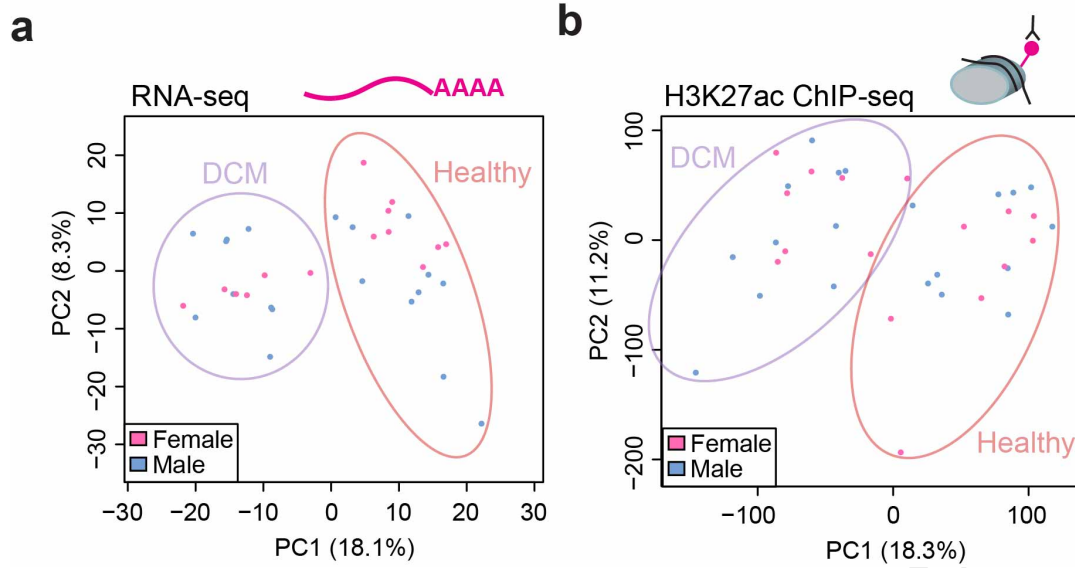 a
RNA-seq
AAAA
DCM
Healthy
PC2 (8.3%)
20
10
0
−10
−20
−30
Female
Male
−30
−20
−10
0
10
20
30
PC1 (18.1%)
b
H3K27ac ChIP-seq
DCM
Healthy
PC2 (11.2%)
100
0
−100
−200
Female
Male
−100
0
100
PC1 (18.3%)